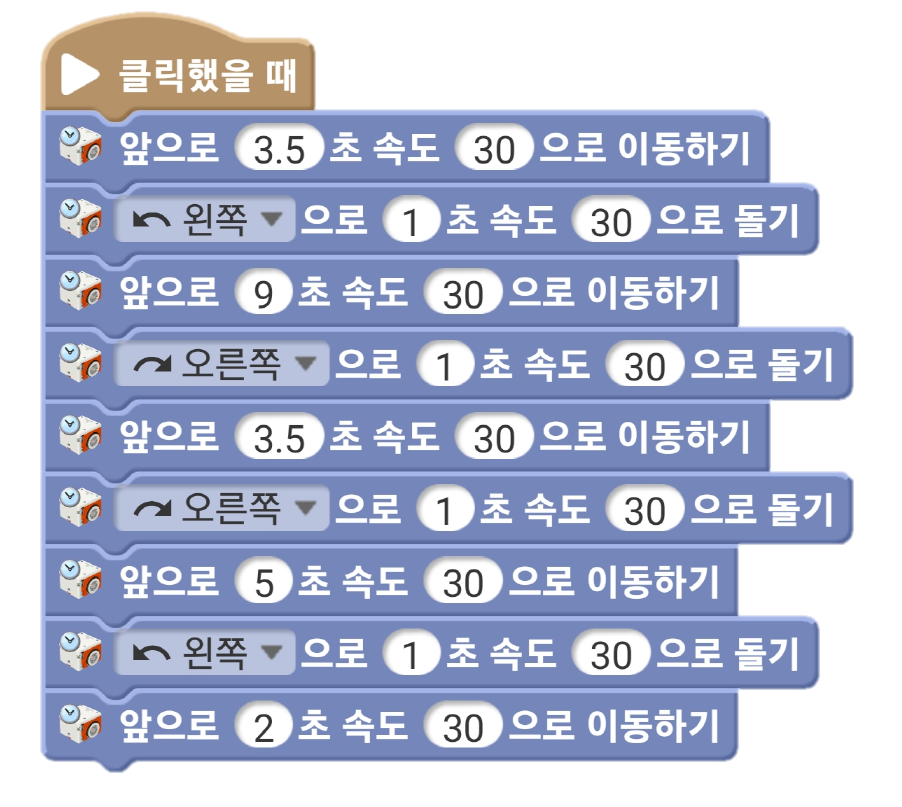 클릭했을 때
앞으로 3.5 초 속도 30 으로 이동하기
왼쪽 으로 1 초 속도 30 으로 돌기
앞으로 9 초 속도 30 으로 이동하기
오른쪽 으로 1 초 속도 30 으로 돌기
앞으로 3.5 초 속도 30 으로 이동하기
오른쪽 으로 1 초 속도 30 으로 돌기
앞으로 5 초 속도 30 으로 이동하기
왼쪽 으로 1 초 속도 30 으로 돌기
앞으로 2 초 속도 30 으로 이동하기